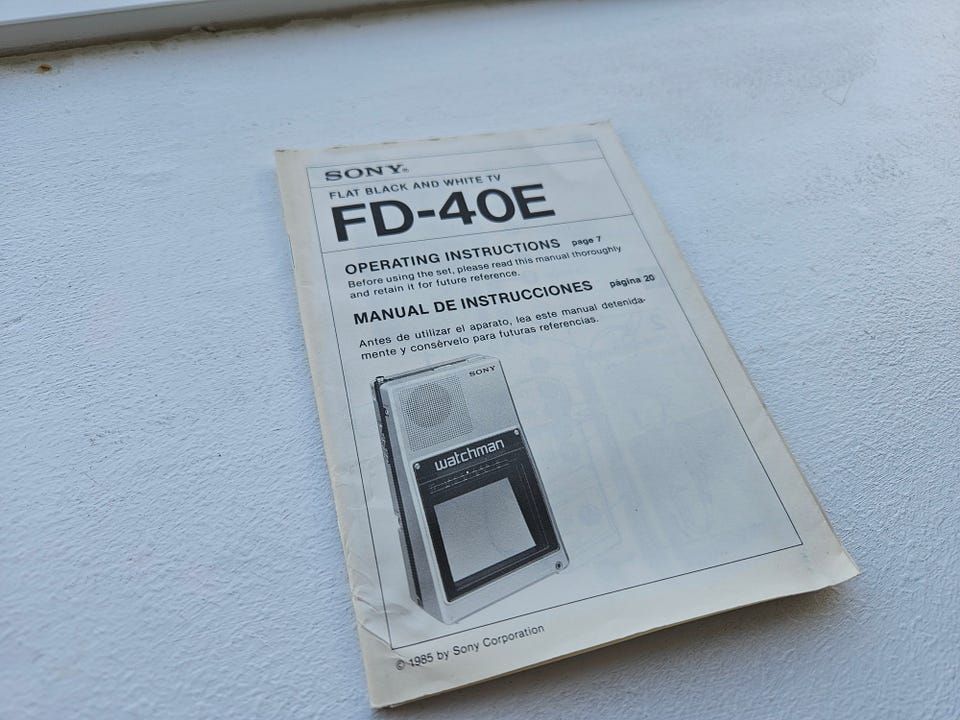 SONY®
FLAT BLACK AND WHITE TV
FD-40E
OPERATING INSTRUCTIONS page 7
Before using the set, please read this manual thoroughly
and retain it for future reference.
MANUAL DE INSTRUCCIONES página 20
Antes de utilizar el aparato, lea este manual detenida-
mente y consérvelo para futuras referencias.
SONY
watchman
© 1985 by Sony Corporation